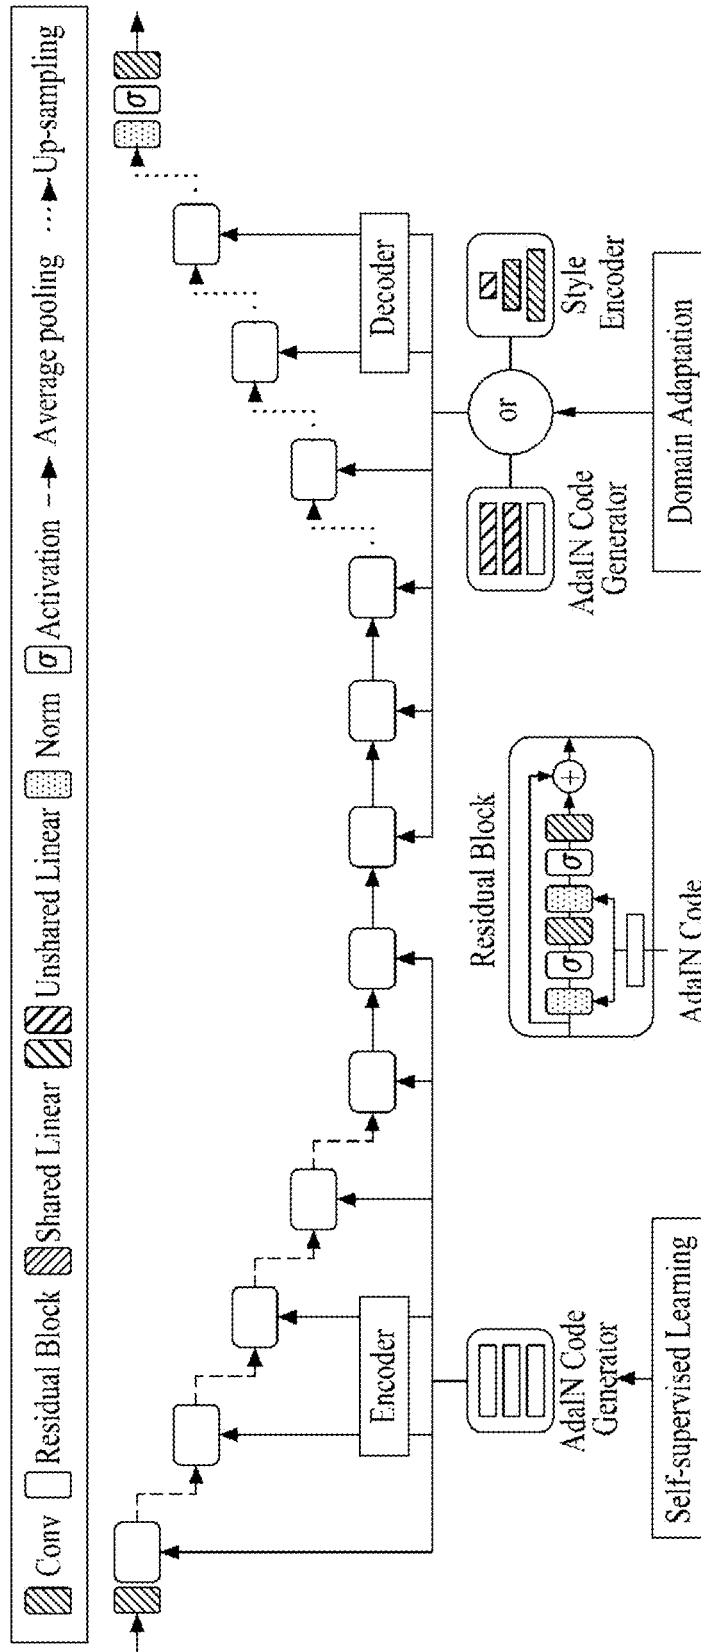 Conv Residual Block Shared Linear Unshared Linear Norm σ Activation Average pooling Up-sampling
σ
Encoder
Decoder
AdaIN Code
Generator
Residual Block
σ σ +
AdaIN Code
AdaIN Code
Generator
or
Style
Encoder
Self-supervised Learning
Domain Adaptation